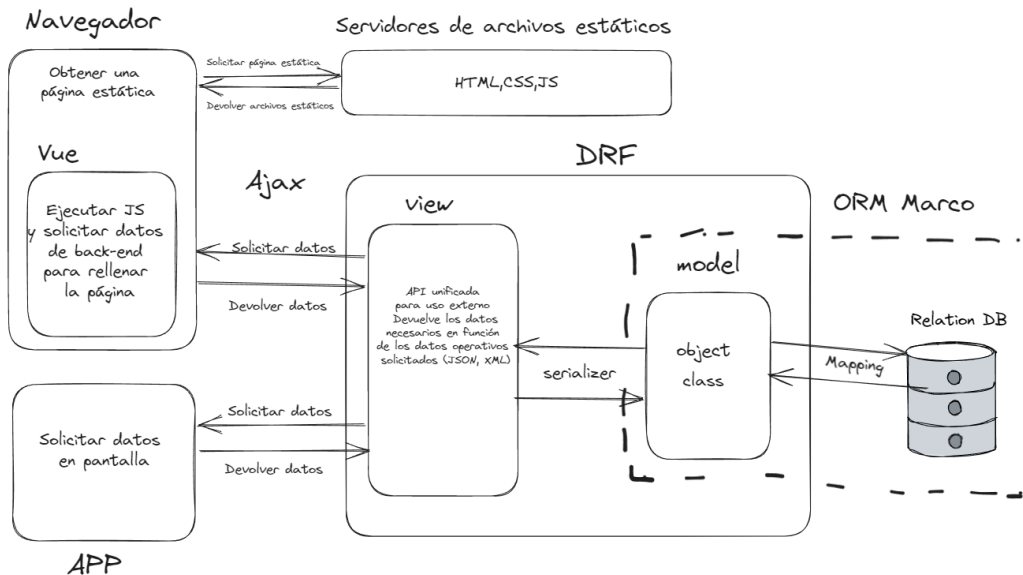 Navegador
Servidores de archivos estáticos
Obtener una
página estática
Solicitar página estática
Devolver archivos estáticos
HTML,CSS,JS
Vue
Ejecutar JS
y solicitar datos
de back-end
para rellenar
la página
Ajax
Solicitar datos
Devolver datos
DRF
view
API unificada
para uso externo
Devuelve los datos
necesarios en función
de los datos operativos
solicitados (JSON, XML)
serializer
ORM Marco
model
object
class
Mapping
Relation DB
Solicitar datos
en pantalla
Solicitar datos
Devolver datos
APP